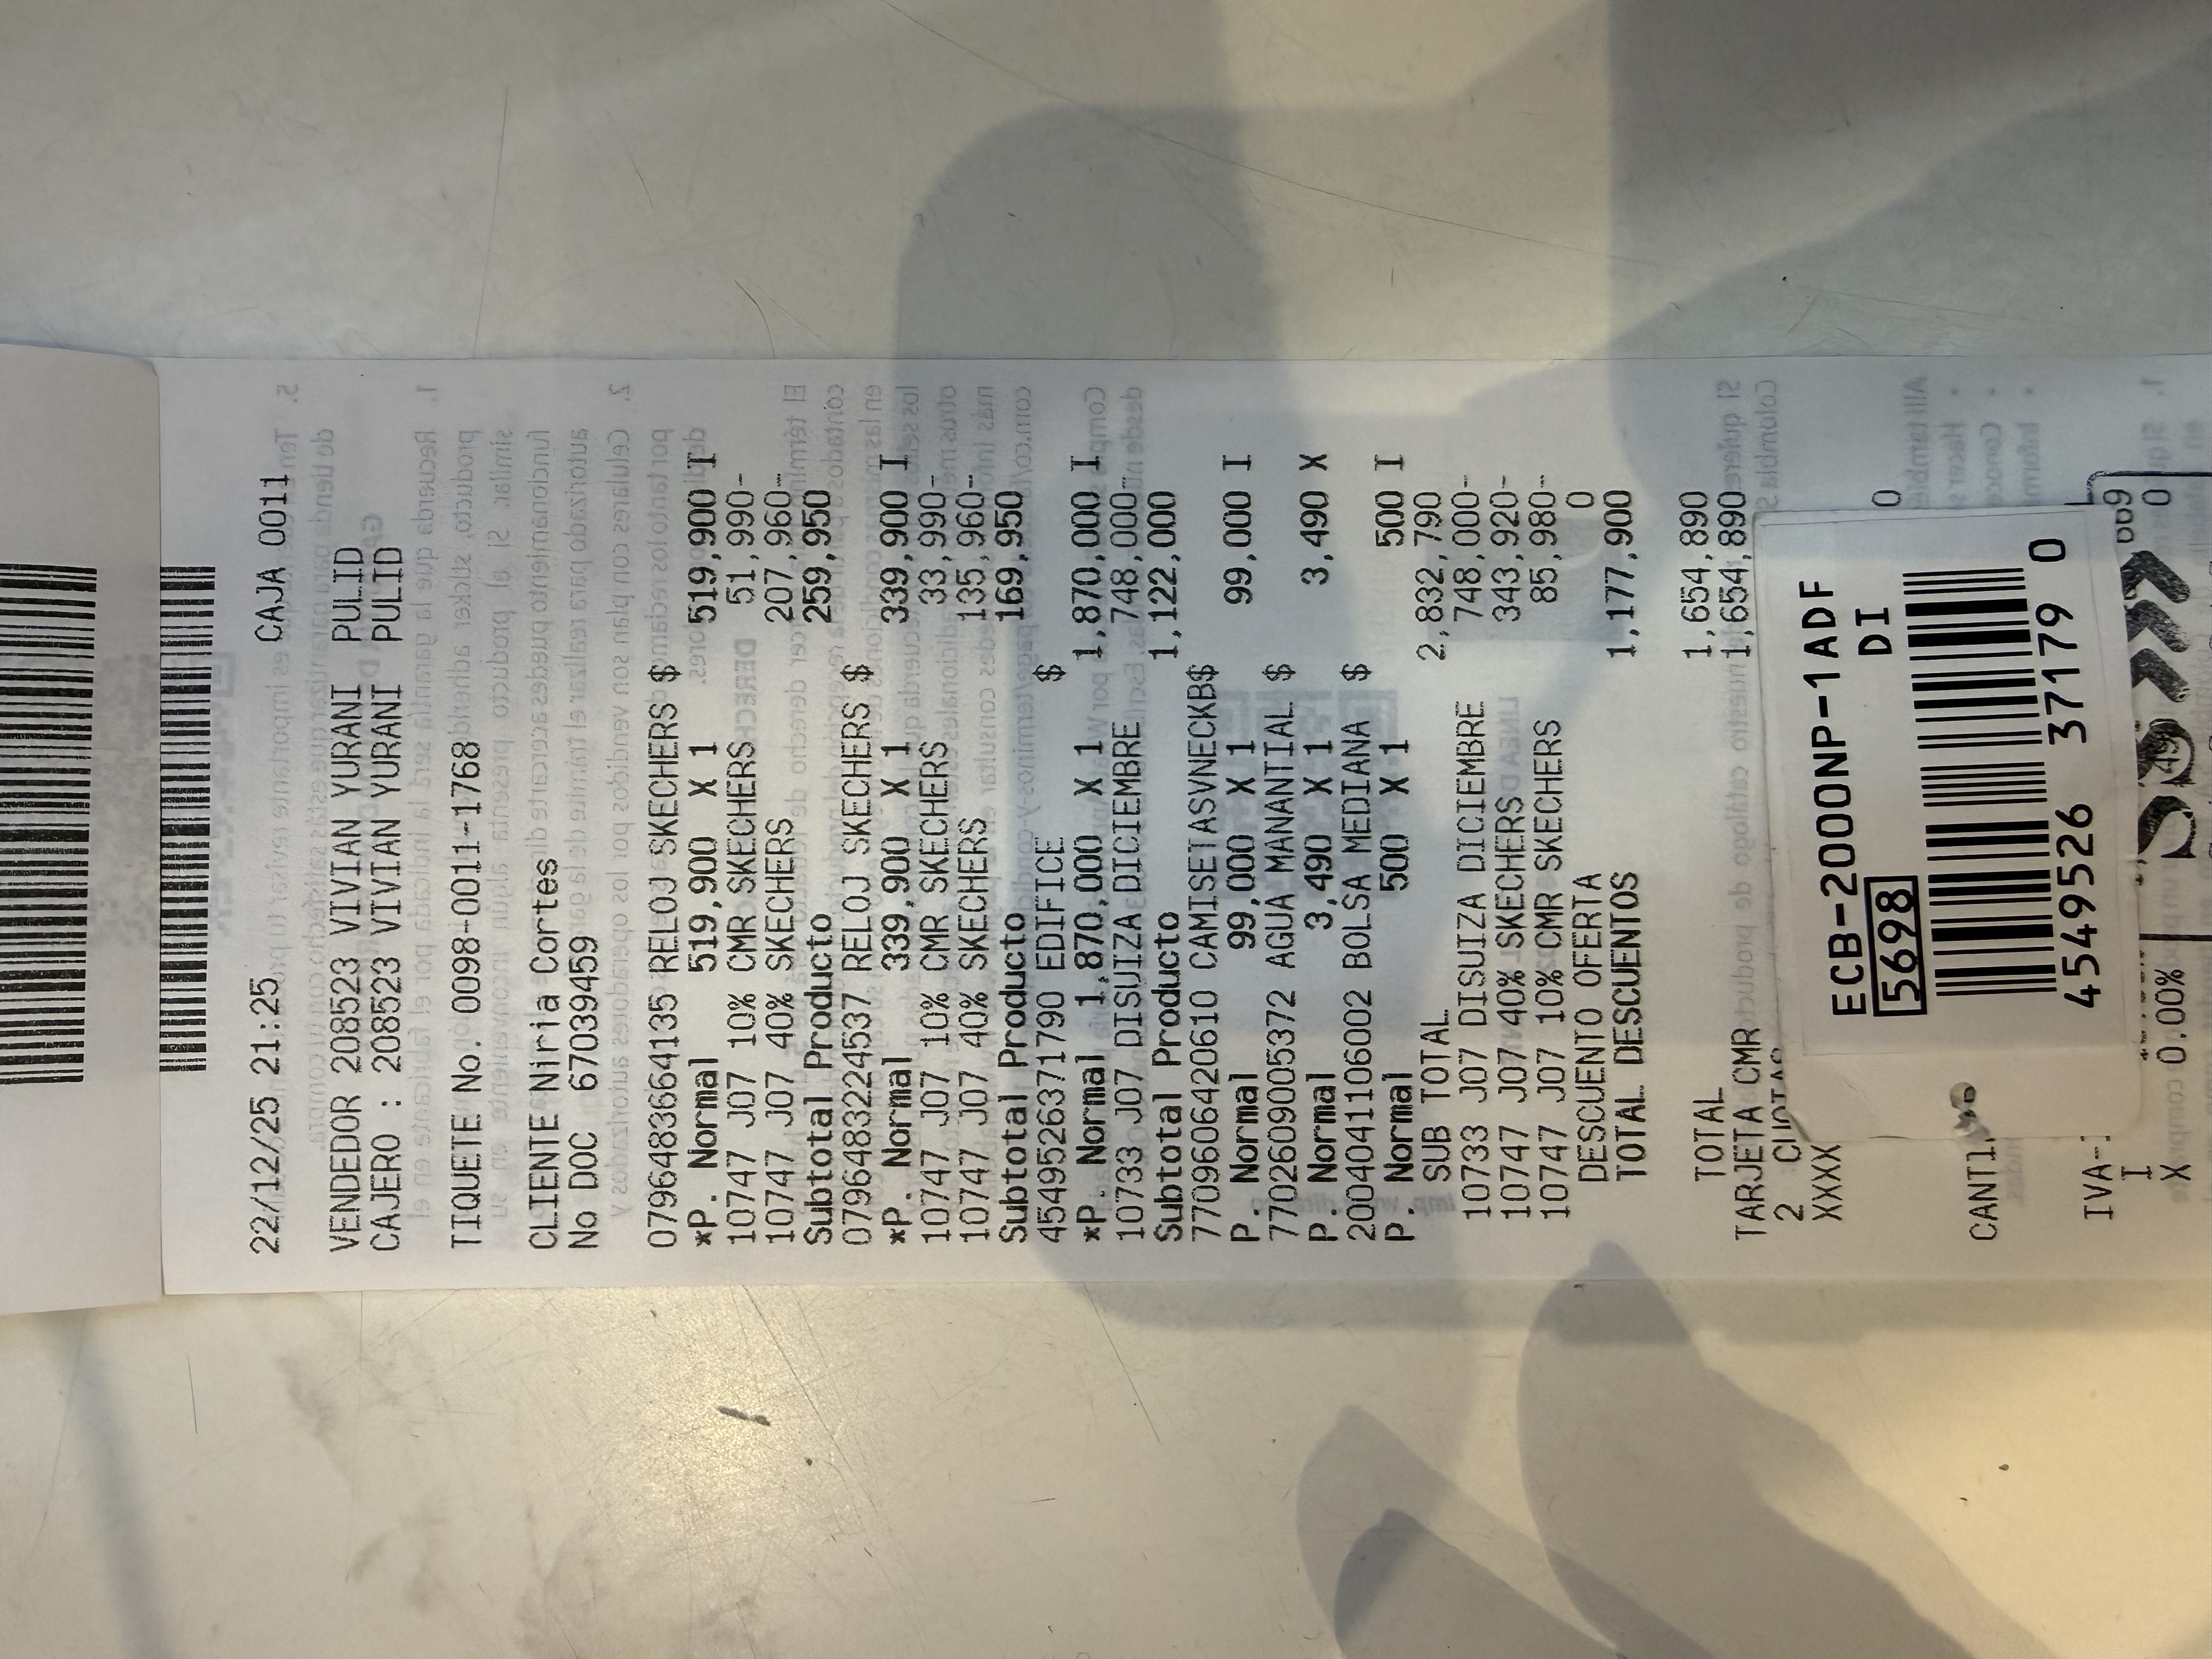 22/12/25 21:25 CAJA 0011
VENDEDOR 208523 VIVIAN YURANI PULID
CAJERO : 208523 VIVIAN YURANI PULID
TIQUETE No. 0098-0011-1768
CLIENTE Niria Cortes
No DOC 67039459
0796483664135 RELOJ SKECHERS $
*P. Normal 519,900 X 1 519,900 I
10747 J07 10% CMR SKECHERS 51,990-
10747 J07 40% SKECHERS 207,960-
Subtotal Producto 259,950
0796483224537 RELOJ SKECHERS $
*P. Normal 339,900 X 1 339,900 I
10747 J07 10% CMR SKECHERS 33,990-
10747 J07 40% SKECHERS 135,960-
Subtotal Producto 169,950
4549526371790 EDIFICE $
*P. Normal 1,870,000 X 1 1,870,000 I
10733 J07 DISUIZA DICIEMBRE 748,000-
Subtotal Producto 1,122,000
7709606420610 CAMISETASVNECKB$
P. Normal 99,000 X 1 99,000 I
7702609005372 AGUA MANANTIAL $
P. Normal 3,490 X 1 3,490 X
2004041106002 BOLSA MEDIANA $
P. Normal 500 X 1 500 I
SUB TOTAL 2,832,790
10733 J07 DISUIZA DICIEMBRE 748,000-
10747 J07 40% SKECHERS 343,920-
10747 J07 10% CMR SKECHERS 85,980-
DESCUENTO OFERTA 0
TOTAL DESCUENTOS 1,177,900
TOTAL 1,654,890
TARJETA CMR 1,654,890
2
XXXX 0
ECB-2000NP-1ADF
5698 DI
4549526 37179 0
IVA-
I
X 0.00% 0